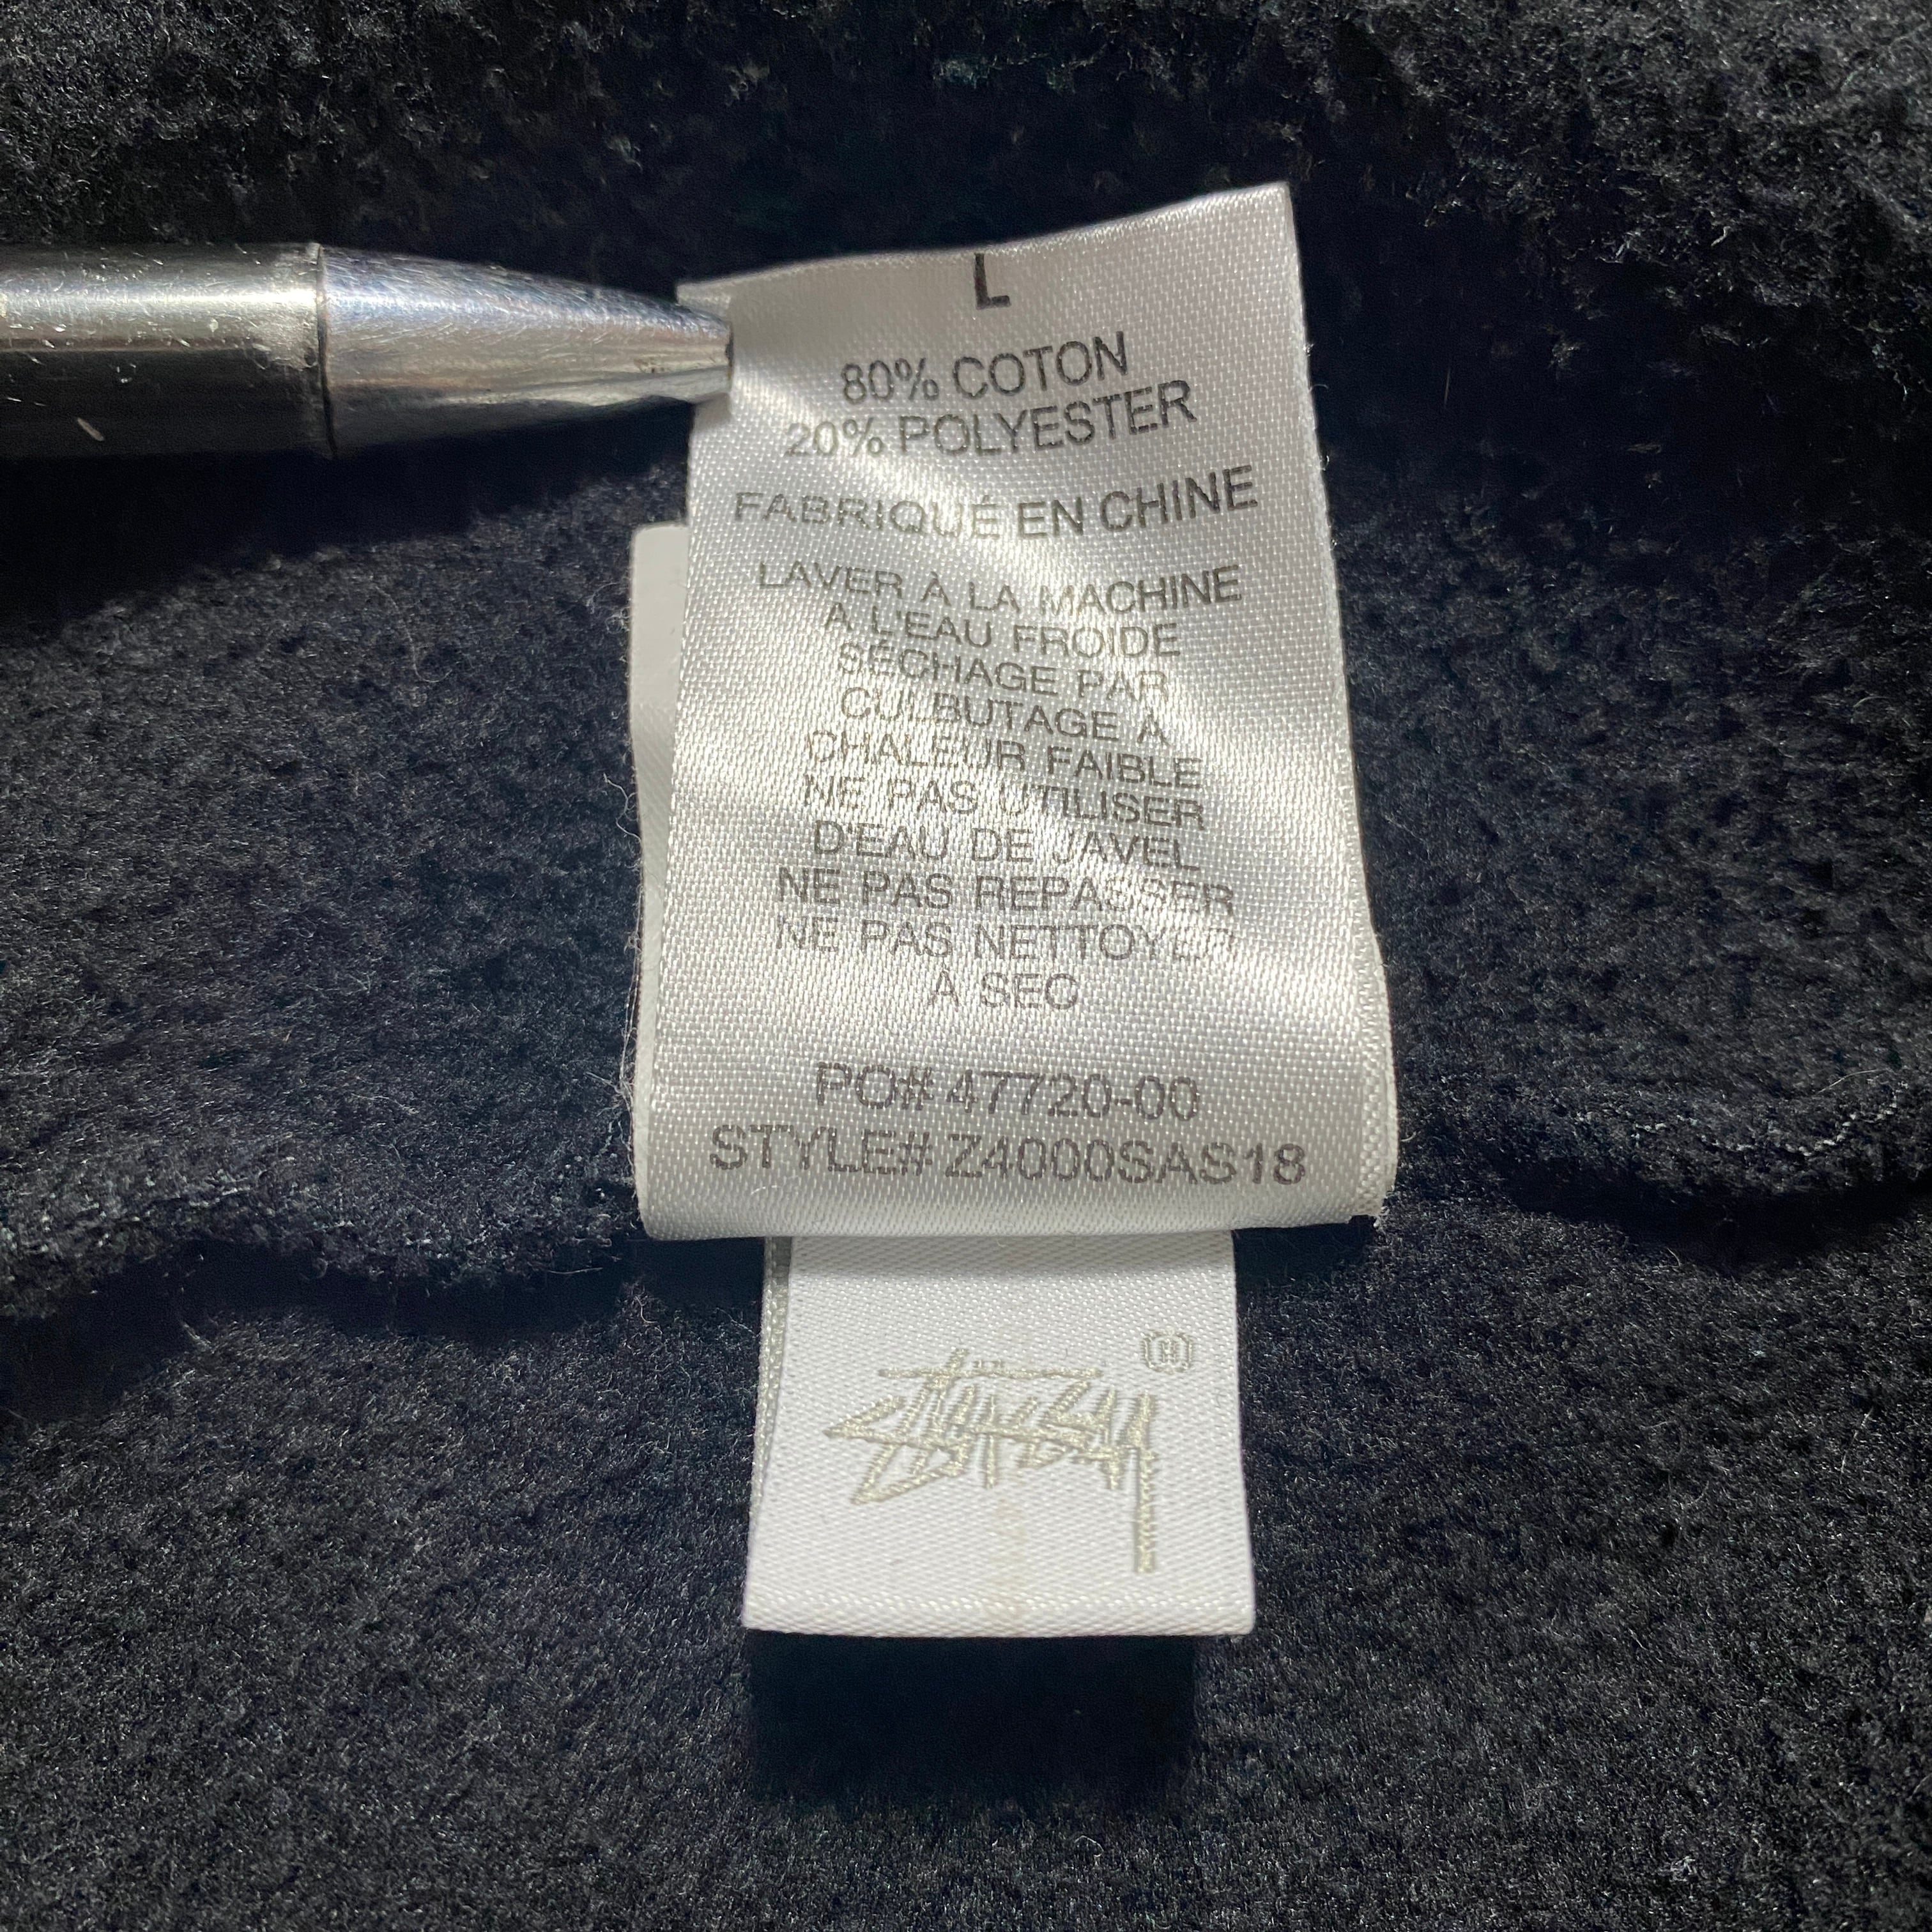 L
80% COTON
20% POLYESTER
FABRIQUÉ EN CHINE
LAVER À LA MACHINE
A L'EAU FROIDE
SÉCHAGE PAR
CULBUTAGE À
CHALEUR FAIBLE
NE PAS UTILISER
D'EAU DE JAVEL
NE PAS REPASSER
NE PAS NETTOYER
À SEC
PO# 47720-00
STYLE# Z4000SAS18
Stüssy ®